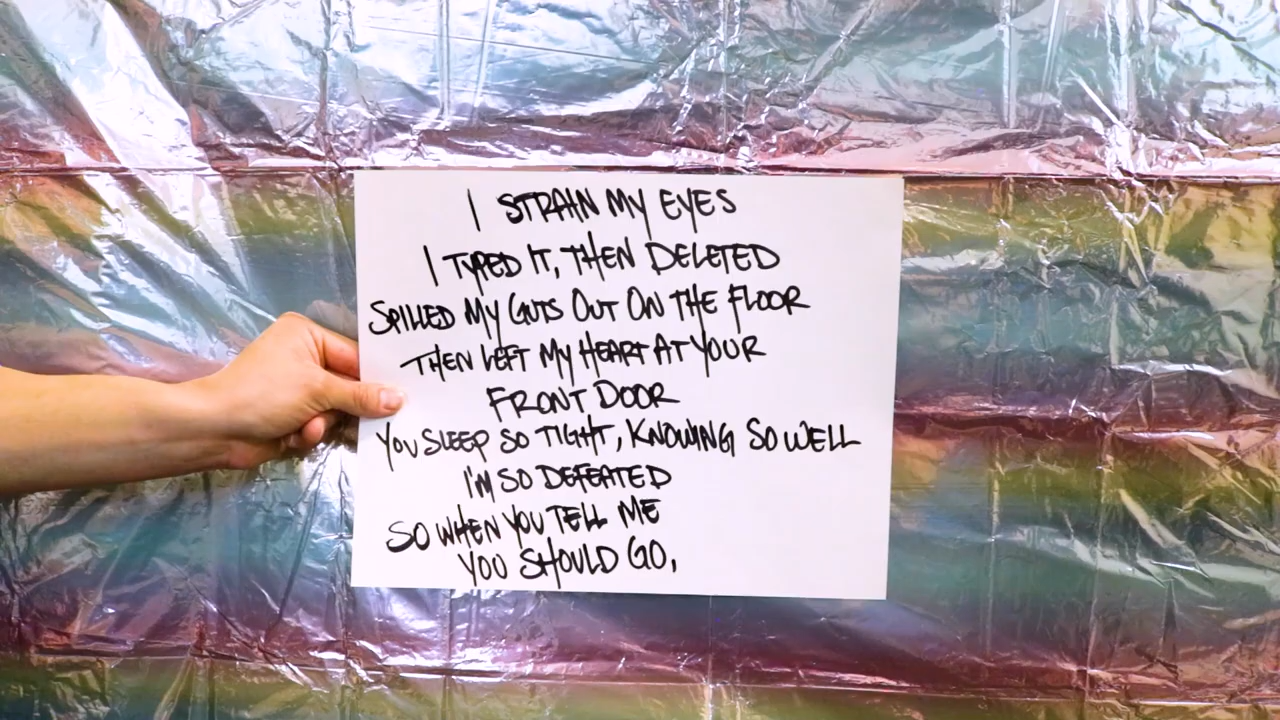 I STRAIN MY EYES
I TYPED IT, THEN DELETED
SPILLED MY GUTS OUT ON THE FLOOR
THEN LEFT MY HEART AT YOUR
FRONT DOOR
YOU SLEEP SO TIGHT, KNOWING SO WELL
I'M SO DEFEATED
SO WHEN YOU TELL ME
YOU SHOULD GO,